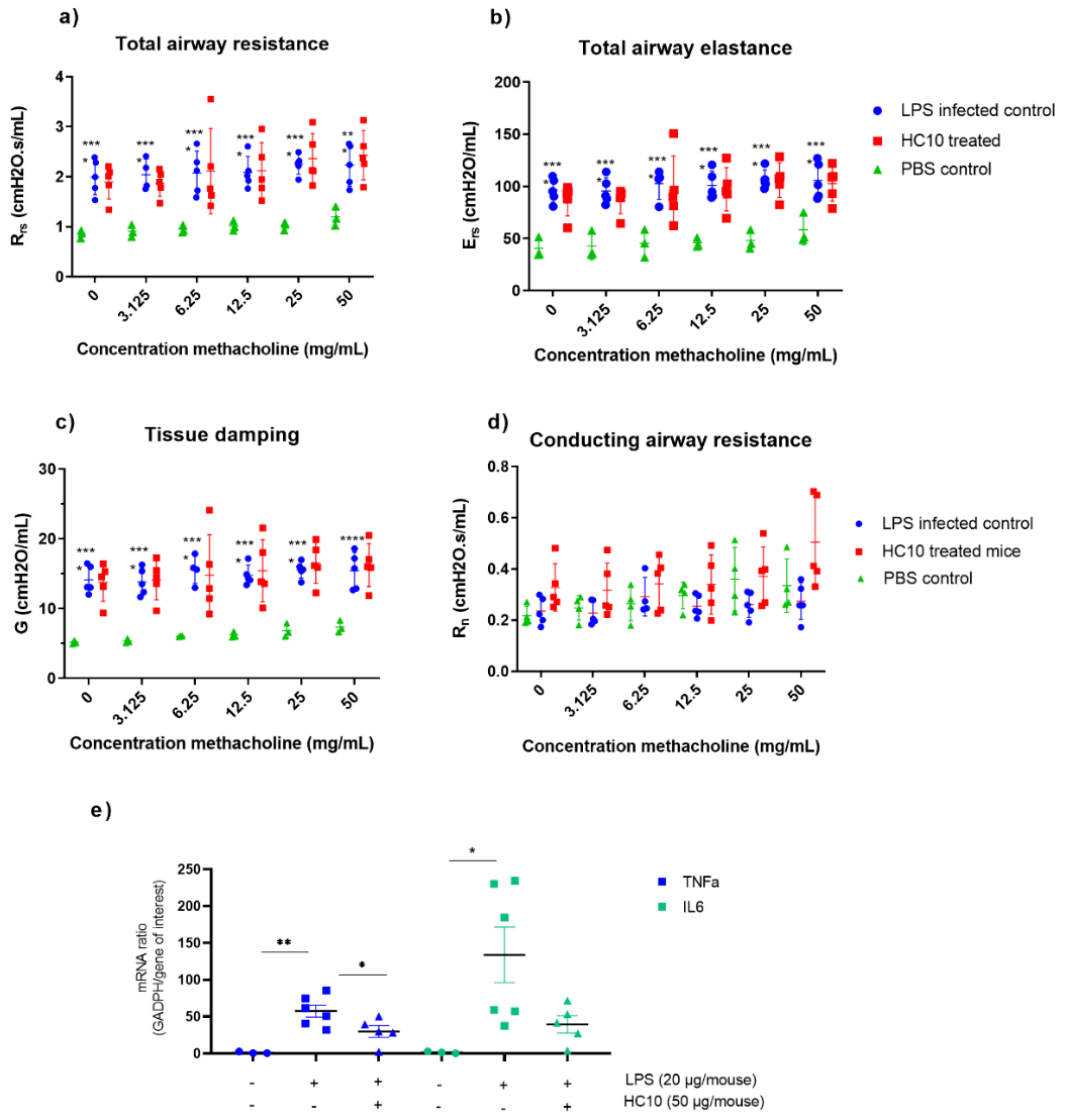 a)
Total airway resistance
4
3
2
1
0
Rrs (cmH2O.s/mL)
*** *** *** *** *** **
* * * * * *
0 3.125 6.25 12.5 25 50
Concentration methacholine (mg/mL)
b)
Total airway elastance
200
150
100
50
0
Ers (cmH2O/mL)
*** *** *** *** *** ***
* * * * * *
0 3.125 6.25 12.5 25 50
Concentration methacholine (mg/mL)
LPS infected control
HC10 treated
PBS control
c)
Tissue damping
30
20
10
0
G (cmH2O/mL)
*** *** *** *** *** ****
* * * * *
0 3.125 6.25 12.5 25 50
Concentration methacholine (mg/mL)
d)
Conducting airway resistance
0.8
0.6
0.4
0.2
0.0
Rn (cmH2O.s/mL)
0 3.125 6.25 12.5 25 50
Concentration methacholine (mg/mL)
LPS infected control
HC10 treated mice
PBS control
e)
250
200
150
100
50
0
mRNA ratio
(GADPH/gene of interest)
** * *
TNFa
IL6
- + + - + + LPS (20 µg/mouse)
- - + - - + HC10 (50 µg/mouse)